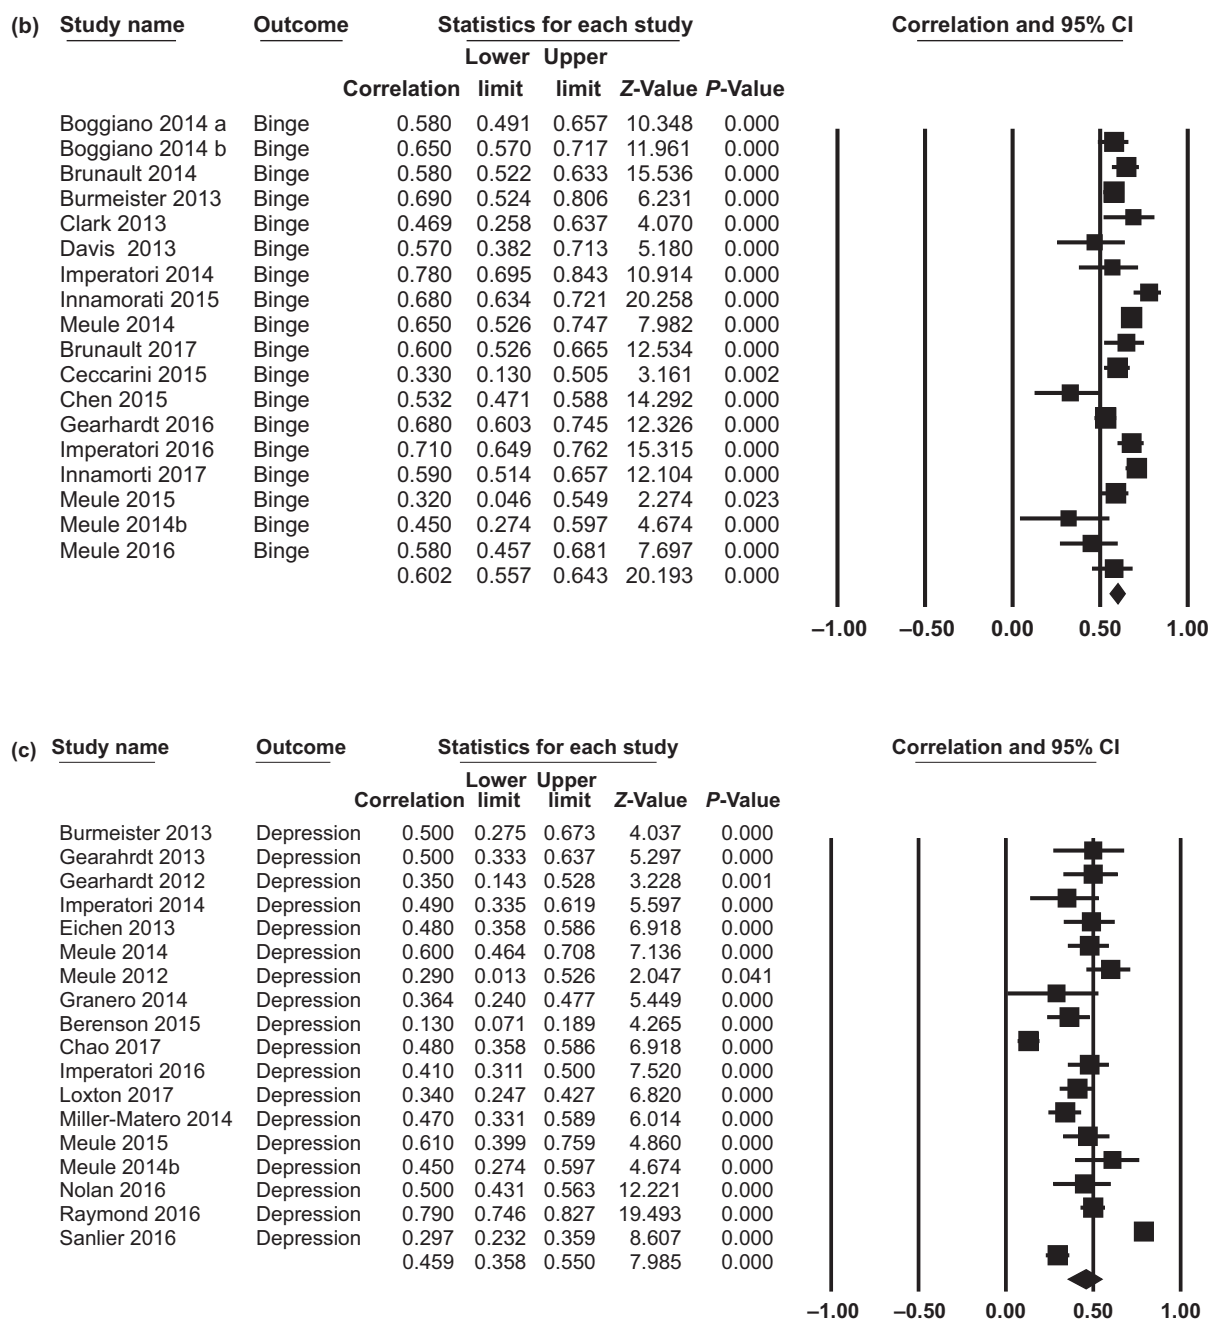 (b) Study name Outcome Statistics for each study Correlation and 95% CI
Lower Upper
Correlation limit limit Z-Value P-Value
Boggiano 2014 a Binge 0.580 0.491 0.657 10.348 0.000
Boggiano 2014 b Binge 0.650 0.570 0.717 11.961 0.000
Brunault 2014 Binge 0.580 0.522 0.633 15.536 0.000
Burmeister 2013 Binge 0.690 0.524 0.806 6.231 0.000
Clark 2013 Binge 0.469 0.258 0.637 4.070 0.000
Davis 2013 Binge 0.570 0.382 0.713 5.180 0.000
Imperatori 2014 Binge 0.780 0.695 0.843 10.914 0.000
Innamorati 2015 Binge 0.680 0.634 0.721 20.258 0.000
Meule 2014 Binge 0.650 0.526 0.747 7.982 0.000
Brunault 2017 Binge 0.600 0.526 0.665 12.534 0.000
Ceccarini 2015 Binge 0.330 0.130 0.505 3.161 0.002
Chen 2015 Binge 0.532 0.471 0.588 14.292 0.000
Gearhardt 2016 Binge 0.680 0.603 0.745 12.326 0.000
Imperatori 2016 Binge 0.710 0.649 0.762 15.315 0.000
Innamorti 2017 Binge 0.590 0.514 0.657 12.104 0.000
Meule 2015 Binge 0.320 0.046 0.549 2.274 0.023
Meule 2014b Binge 0.450 0.274 0.597 4.674 0.000
Meule 2016 Binge 0.580 0.457 0.681 7.697 0.000
0.602 0.557 0.643 20.193 0.000
–1.00 –0.50 0.00 0.50 1.00
(c) Study name Outcome Statistics for each study Correlation and 95% CI
Lower Upper
Correlation limit limit Z-Value P-Value
Burmeister 2013 Depression 0.500 0.275 0.673 4.037 0.000
Gearahrdt 2013 Depression 0.500 0.333 0.637 5.297 0.000
Gearhardt 2012 Depression 0.350 0.143 0.528 3.228 0.001
Imperatori 2014 Depression 0.490 0.335 0.619 5.597 0.000
Eichen 2013 Depression 0.480 0.358 0.586 6.918 0.000
Meule 2014 Depression 0.600 0.464 0.708 7.136 0.000
Meule 2012 Depression 0.290 0.013 0.526 2.047 0.041
Granero 2014 Depression 0.364 0.240 0.477 5.449 0.000
Berenson 2015 Depression 0.130 0.071 0.189 4.265 0.000
Chao 2017 Depression 0.480 0.358 0.586 6.918 0.000
Imperatori 2016 Depression 0.410 0.311 0.500 7.520 0.000
Loxton 2017 Depression 0.340 0.247 0.427 6.820 0.000
Miller-Matero 2014 Depression 0.470 0.331 0.589 6.014 0.000
Meule 2015 Depression 0.610 0.399 0.759 4.860 0.000
Meule 2014b Depression 0.450 0.274 0.597 4.674 0.000
Nolan 2016 Depression 0.500 0.431 0.563 12.221 0.000
Raymond 2016 Depression 0.790 0.746 0.827 19.493 0.000
Sanlier 2016 Depression 0.297 0.232 0.359 8.607 0.000
0.459 0.358 0.550 7.985 0.000
–1.00 –0.50 0.00 0.50 1.00